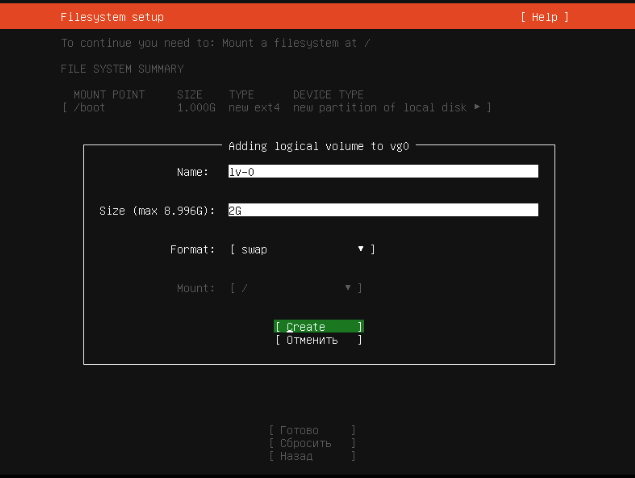 Filesystem setup [ Help ]
To continue you need to: Mount a filesystem at /
FILE SYSTEM SUMMARY
MOUNT POINT SIZE TYPE DEVICE TYPE
[ /boot 1.000G new ext4 new partition of local disk ▸ ]
Adding logical volume to vg0
Name: lv-0
Size (max 8.996G): 2G
Format: [ swap ▾ ]
Mount: [ / ▾ ]
[ Create ]
[ Отменить ]
[ Готово ]
[ Сбросить ]
[ Назад ]